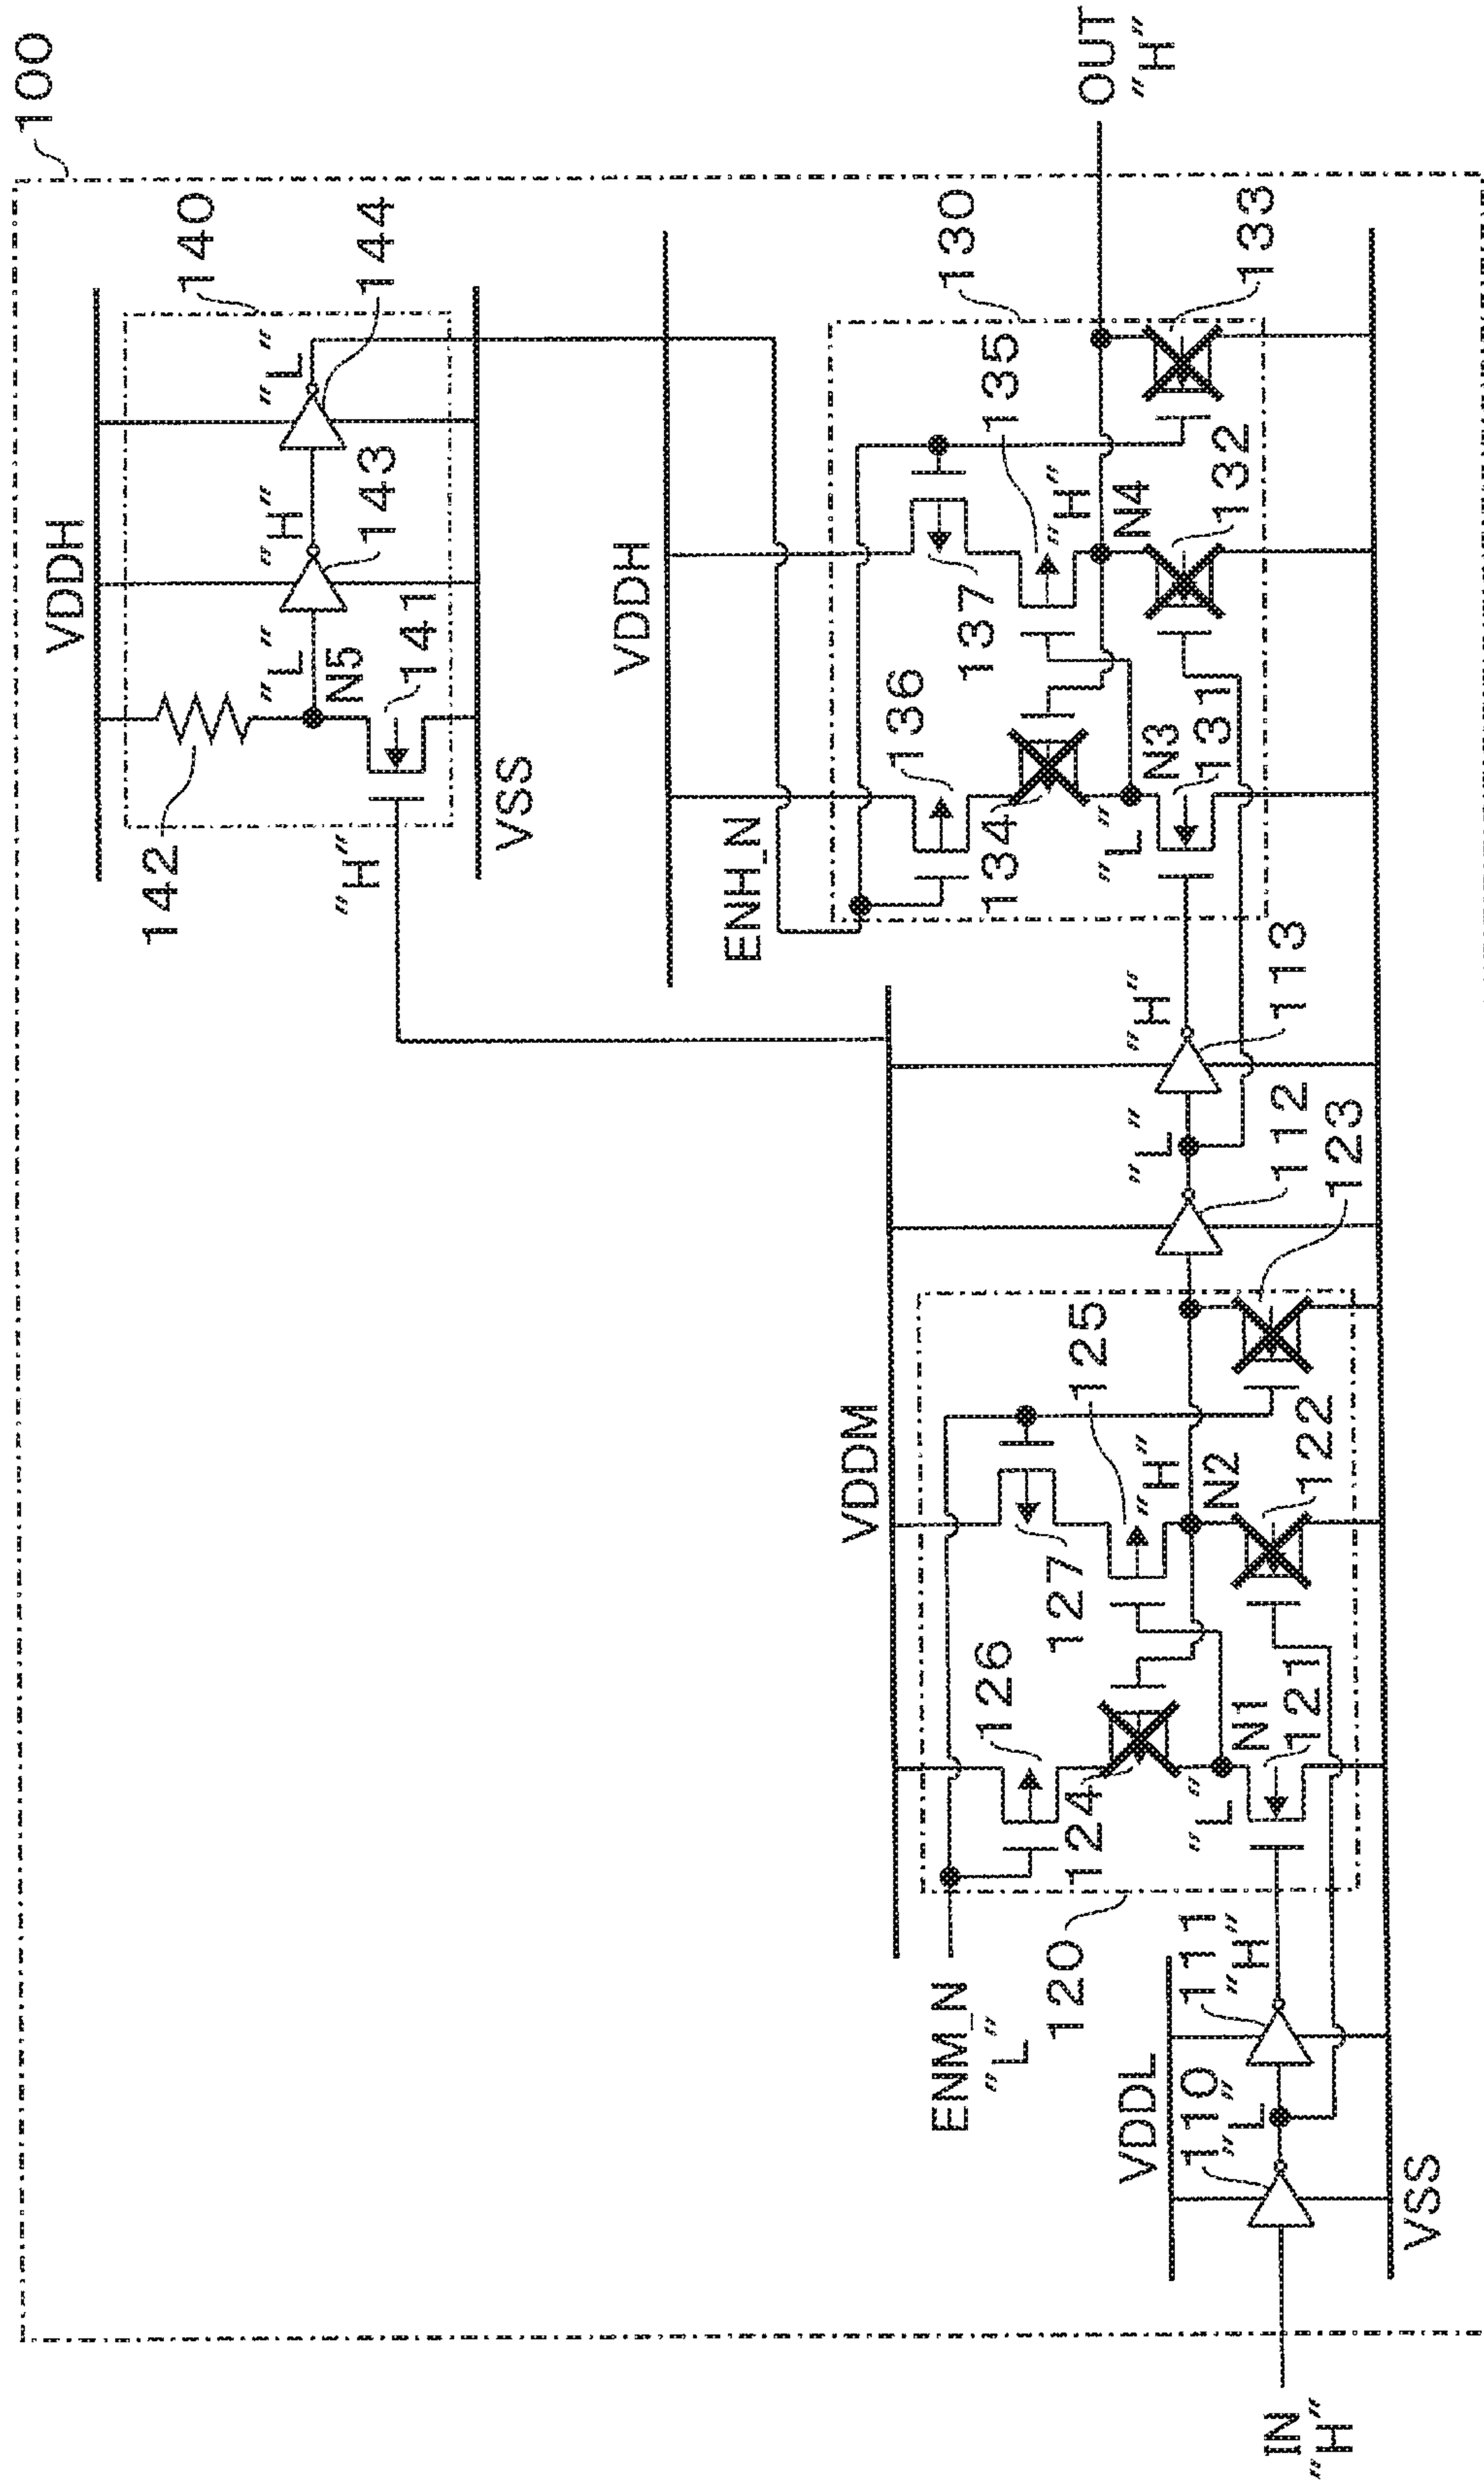 100
VDDH
140
144
"L"
"H"
143
"L"
N5
141
142
"H"
VSS
VDDH
ENH_N
130
133
135
137
136
"H"
N4
132
134
"L"
N3
131
OUT
"H"
113
"H"
"L"
112
VDDM
123
125
127
126
"H"
N2
122
124
"L"
N1
121
120
ENM_N
"L"
VDDL
111
"H"
110
"L"
VSS
IN
"H"